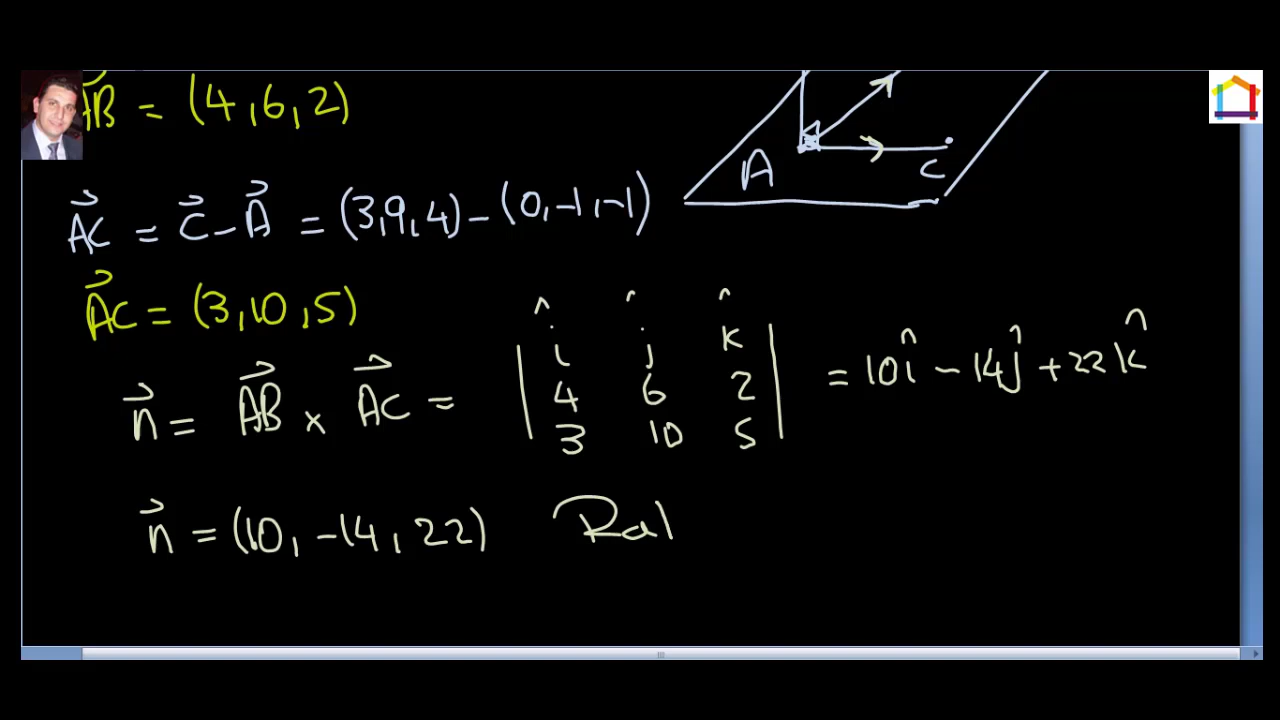 AB = (4,6,2)
A
C
AC = C - A = (3,9,4) - (0,-1,-1)
AC = (3,10,5)
n = AB × AC = | i j k = 10i - 14j + 22k
4 6 2
3 10 5 |
n = (10, -14, 22) Ral